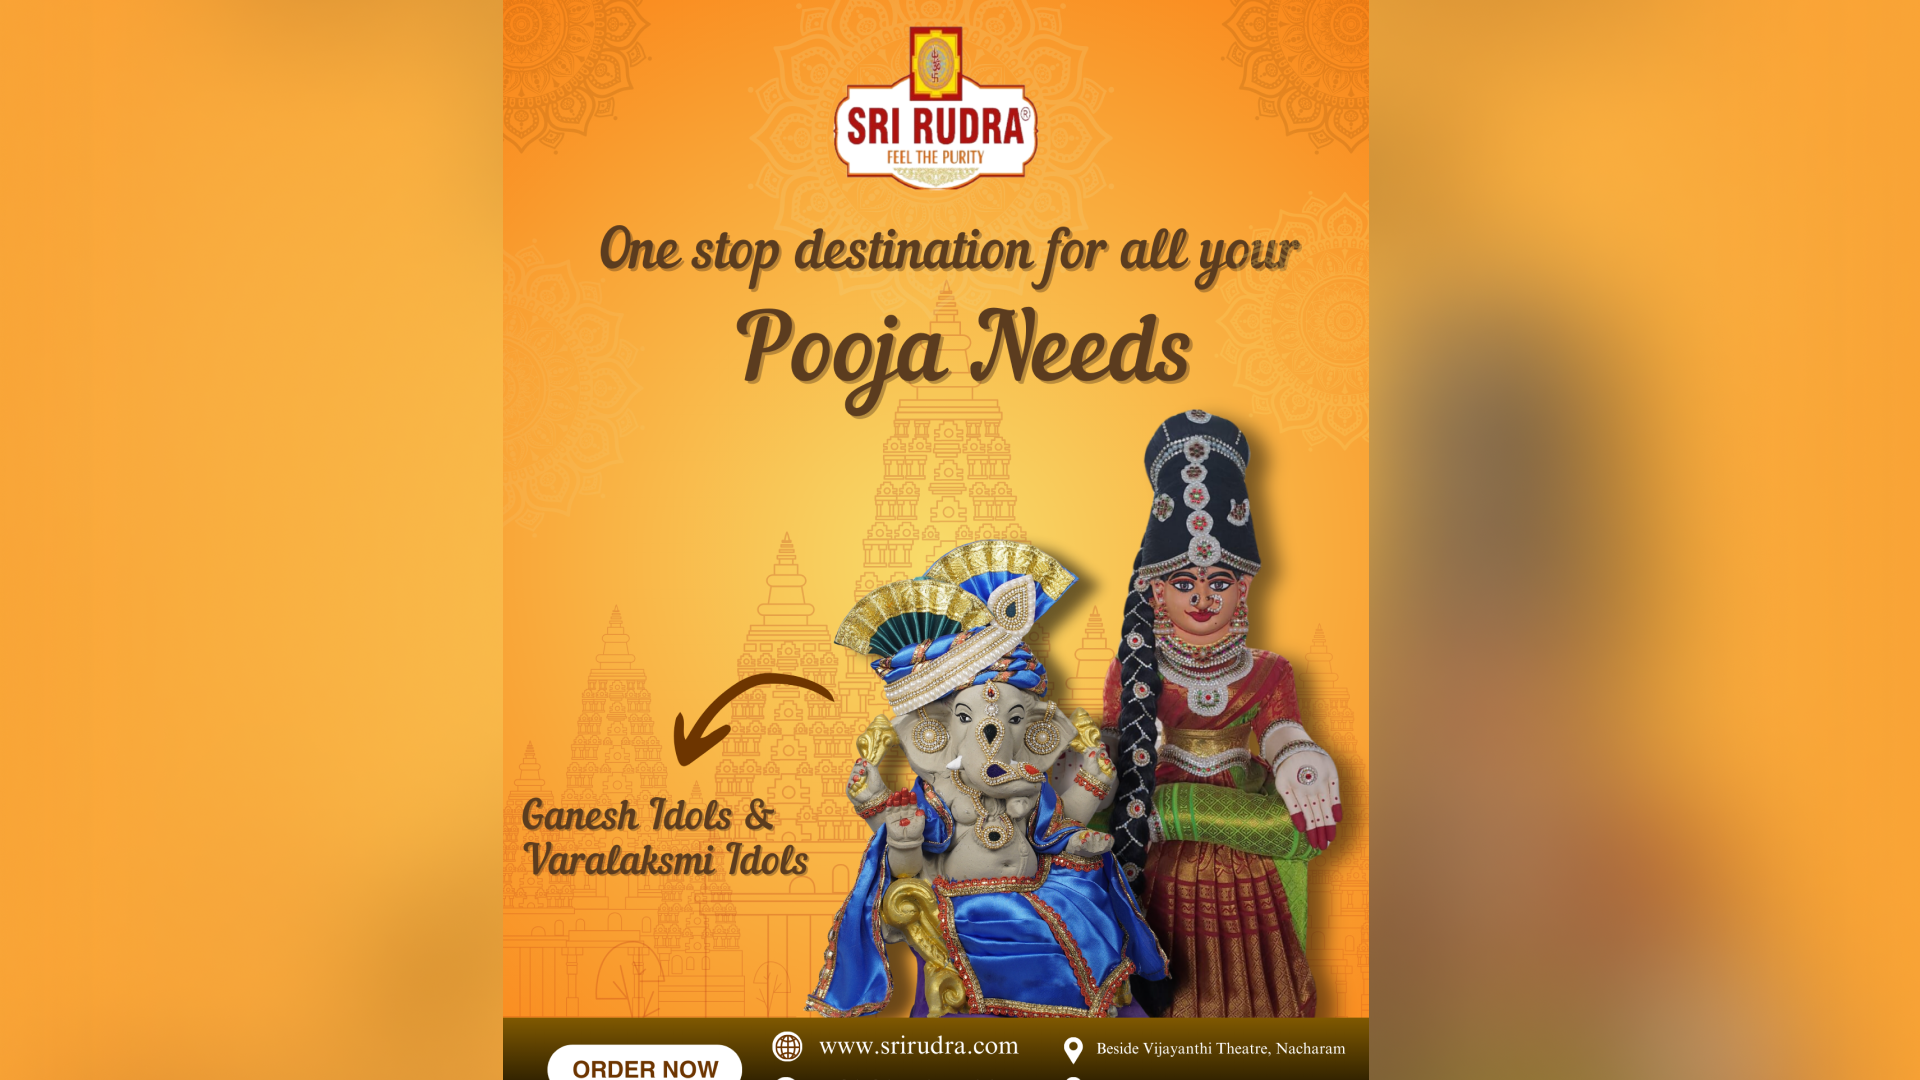 SRI RUDRA®
FEEL THE PURITY
One stop destination for all your
Pooja Needs
Ganesh Idols &
Varalaksmi Idols
ORDER NOW
www.srirudra.com
Beside Vijayanthi Theatre, Nacharam